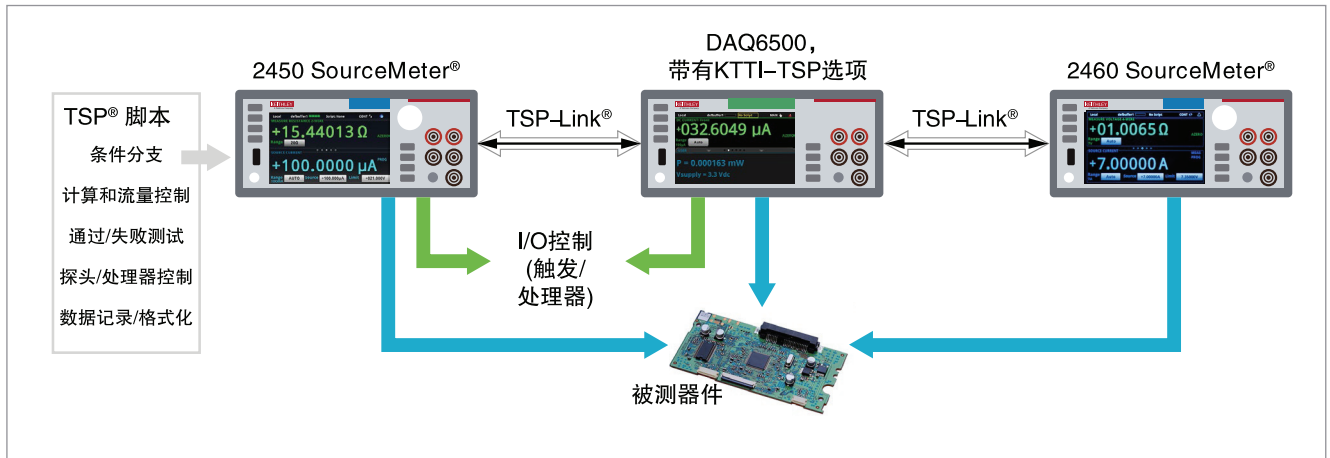 DAQ6500，
2450 SourceMeter®
带有KTTI-TSP选项
2460 SourceMeter®
TSP® 脚本
条件分支
计算和流量控制
通过/失败测试
探头/处理器控制
数据记录/格式化
KEITHLEY
+15.44013 Ω
+100.0000 µA
TSP-Link®
KEITHLEY
+032.6049 µA
P = 0.000163 mW
Vsupply = 3.3 Vdc
TSP-Link®
KEITHLEY
+01.0065 Ω
+7.00000 A
I/O控制
(触发/
处理器)
被测器件